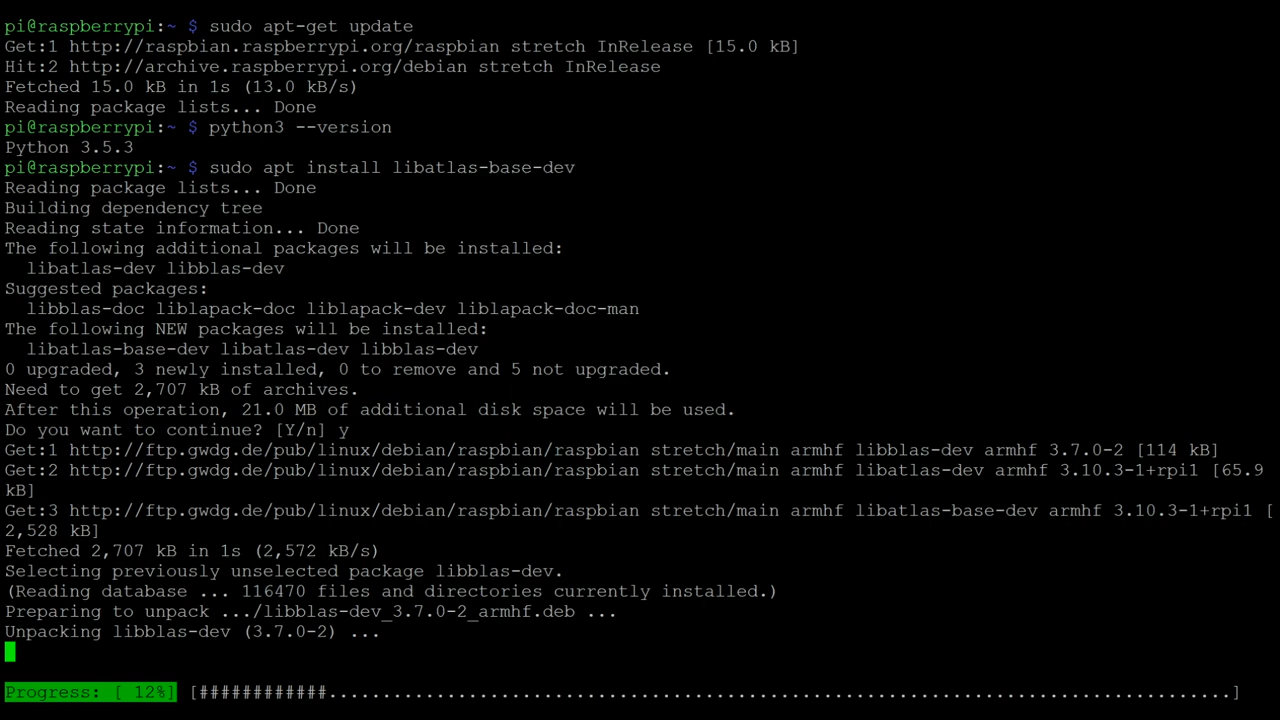 pi@raspberrypi:~ $ sudo apt-get update
Get:1 http://raspbian.raspberrypi.org/raspbian stretch InRelease [15.0 kB]
Hit:2 http://archive.raspberrypi.org/debian stretch InRelease
Fetched 15.0 kB in 1s (13.0 kB/s)
Reading package lists... Done
pi@raspberrypi:~ $ python3 --version
Python 3.5.3
pi@raspberrypi:~ $ sudo apt install libatlas-base-dev
Reading package lists... Done
Building dependency tree
Reading state information... Done
The following additional packages will be installed:
  libatlas-dev libblas-dev
Suggested packages:
  libblas-doc liblapack-doc liblapack-dev liblapack-doc-man
The following NEW packages will be installed:
  libatlas-base-dev libatlas-dev libblas-dev
0 upgraded, 3 newly installed, 0 to remove and 5 not upgraded.
Need to get 2,707 kB of archives.
After this operation, 21.0 MB of additional disk space will be used.
Do you want to continue? [Y/n] y
Get:1 http://ftp.gwdg.de/pub/linux/debian/raspbian/raspbian stretch/main armhf libblas-dev armhf 3.7.0-2 [114 kB]
Get:2 http://ftp.gwdg.de/pub/linux/debian/raspbian/raspbian stretch/main armhf libatlas-dev armhf 3.10.3-1+rpi1 [65.9
kB]
Get:3 http://ftp.gwdg.de/pub/linux/debian/raspbian/raspbian stretch/main armhf libatlas-base-dev armhf 3.10.3-1+rpi1 [
2,528 kB]
Fetched 2,707 kB in 1s (2,572 kB/s)
Selecting previously unselected package libblas-dev.
(Reading database ... 116470 files and directories currently installed.)
Preparing to unpack .../libblas-dev_3.7.0-2_armhf.deb ...
Unpacking libblas-dev (3.7.0-2) ...
Progress: [ 12%] [############....................................................................................]